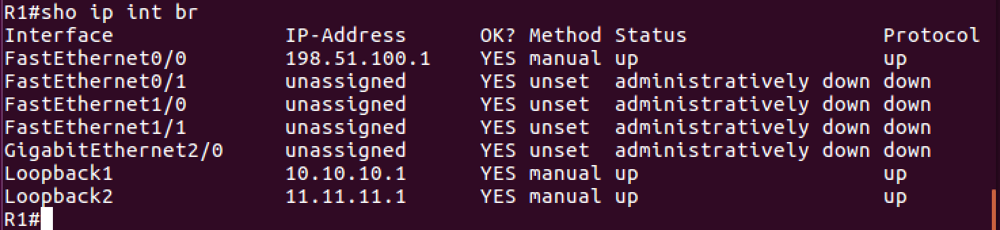 R1#sho ip int br
Interface              IP-Address      OK? Method Status                Protocol
FastEthernet0/0        198.51.100.1    YES manual up                    up
FastEthernet0/1        unassigned      YES unset  administratively down down
FastEthernet1/0        unassigned      YES unset  administratively down down
FastEthernet1/1        unassigned      YES unset  administratively down down
GigabitEthernet2/0     unassigned      YES unset  administratively down down
Loopback1              10.10.10.1      YES manual up                    up
Loopback2              11.11.11.1      YES manual up                    up
R1#